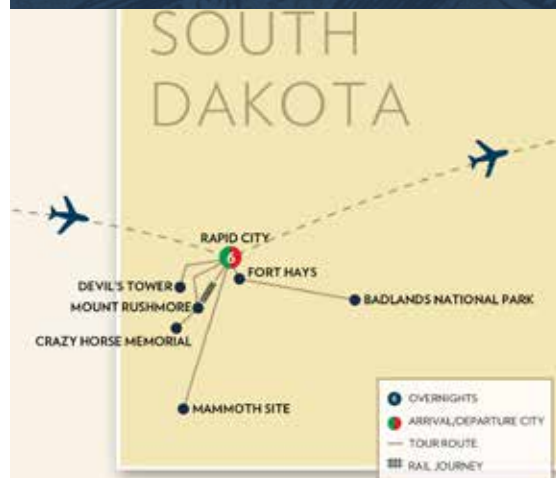 SOUTH
DAKOTA
RAPID CITY
6
FORT HAYS
DEVIL'S TOWER
MOUNT RUSHMORE
BADLANDS NATIONAL PARK
CRAZY HORSE MEMORIAL
MAMMOTH SITE
OVERNIGHTS
ARRIVAL/DEPARTURE CITY
TOUR ROUTE
RAIL JOURNEY